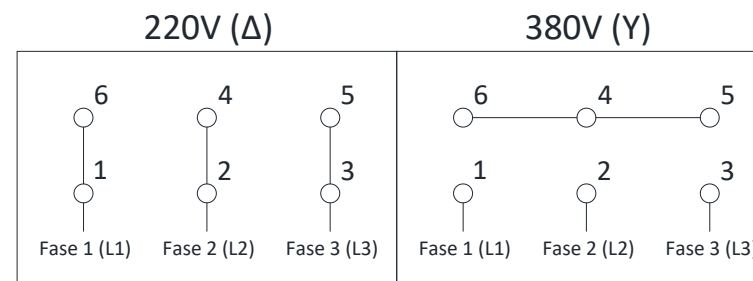 220V (Δ) 380V (Y)
6 4 5 6 4 5
1 2 3 1 2 3
Fase 1 (L1) Fase 2 (L2) Fase 3 (L3) Fase 1 (L1) Fase 2 (L2) Fase 3 (L3)